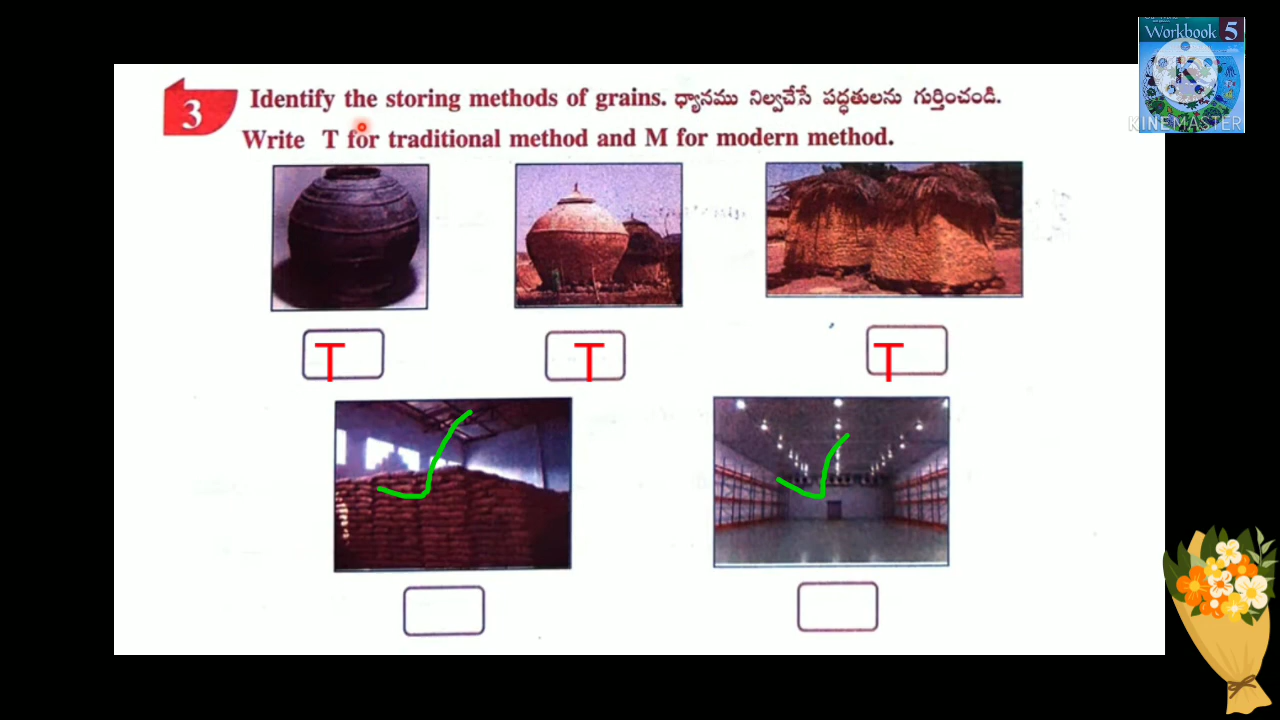 Workbook 5
K
KINEMASTER
3
Identify the storing methods of grains. ధ్యానము నిల్వచేసే పద్ధతులను గుర్తించండి.
Write T for traditional method and M for modern method.
T T T